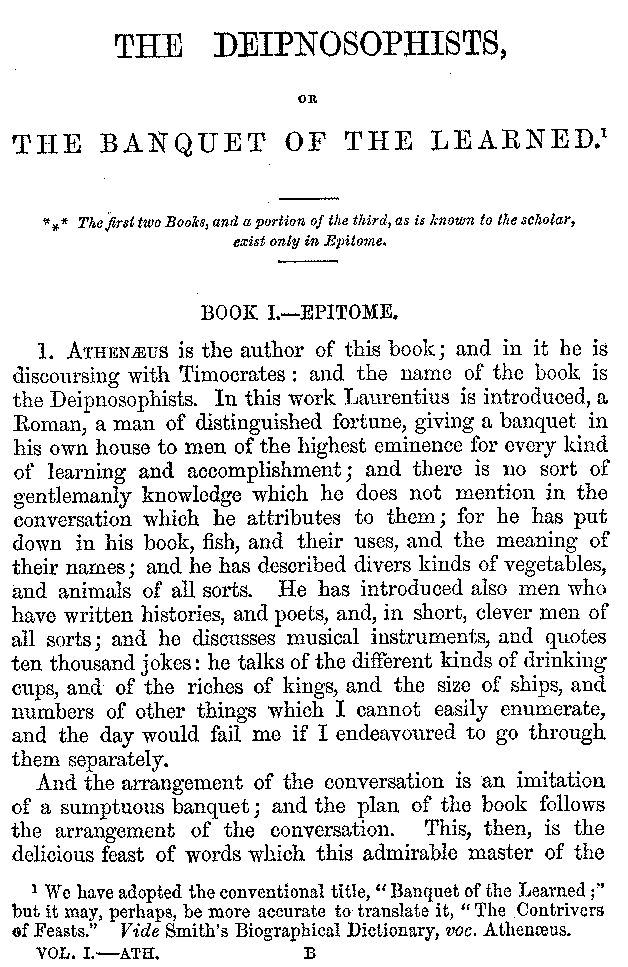 THE DEIPNOSOPHISTS,
OR
THE BANQUET OF THE LEARNED.¹
*⁎* The first two Books, and a portion of the third, as is known to the scholar,
exist only in Epitome.
BOOK I.—EPITOME.
1. ATHENÆUS is the author of this book; and in it he is
discoursing with Timocrates: and the name of the book is
the Deipnosophists. In this work Laurentius is introduced, a
Roman, a man of distinguished fortune, giving a banquet in
his own house to men of the highest eminence for every kind
of learning and accomplishment; and there is no sort of
gentlemanly knowledge which he does not mention in the
conversation which he attributes to them; for he has put
down in his book, fish, and their uses, and the meaning of
their names; and he has described divers kinds of vegetables,
and animals of all sorts. He has introduced also men who
have written histories, and poets, and, in short, clever men of
all sorts; and he discusses musical instruments, and quotes
ten thousand jokes: he talks of the different kinds of drinking
cups, and of the riches of kings, and the size of ships, and
numbers of other things which I cannot easily enumerate,
and the day would fail me if I endeavoured to go through
them separately.
And the arrangement of the conversation is an imitation
of a sumptuous banquet; and the plan of the book follows
the arrangement of the conversation. This, then, is the
delicious feast of words which this admirable master of the
¹ We have adopted the conventional title, "Banquet of the Learned;"
but it may, perhaps, be more accurate to translate it, "The Contrivers
of Feasts." Vide Smith's Biographical Dictionary, voc. Athenæus.
VOL. I.—ATH. B